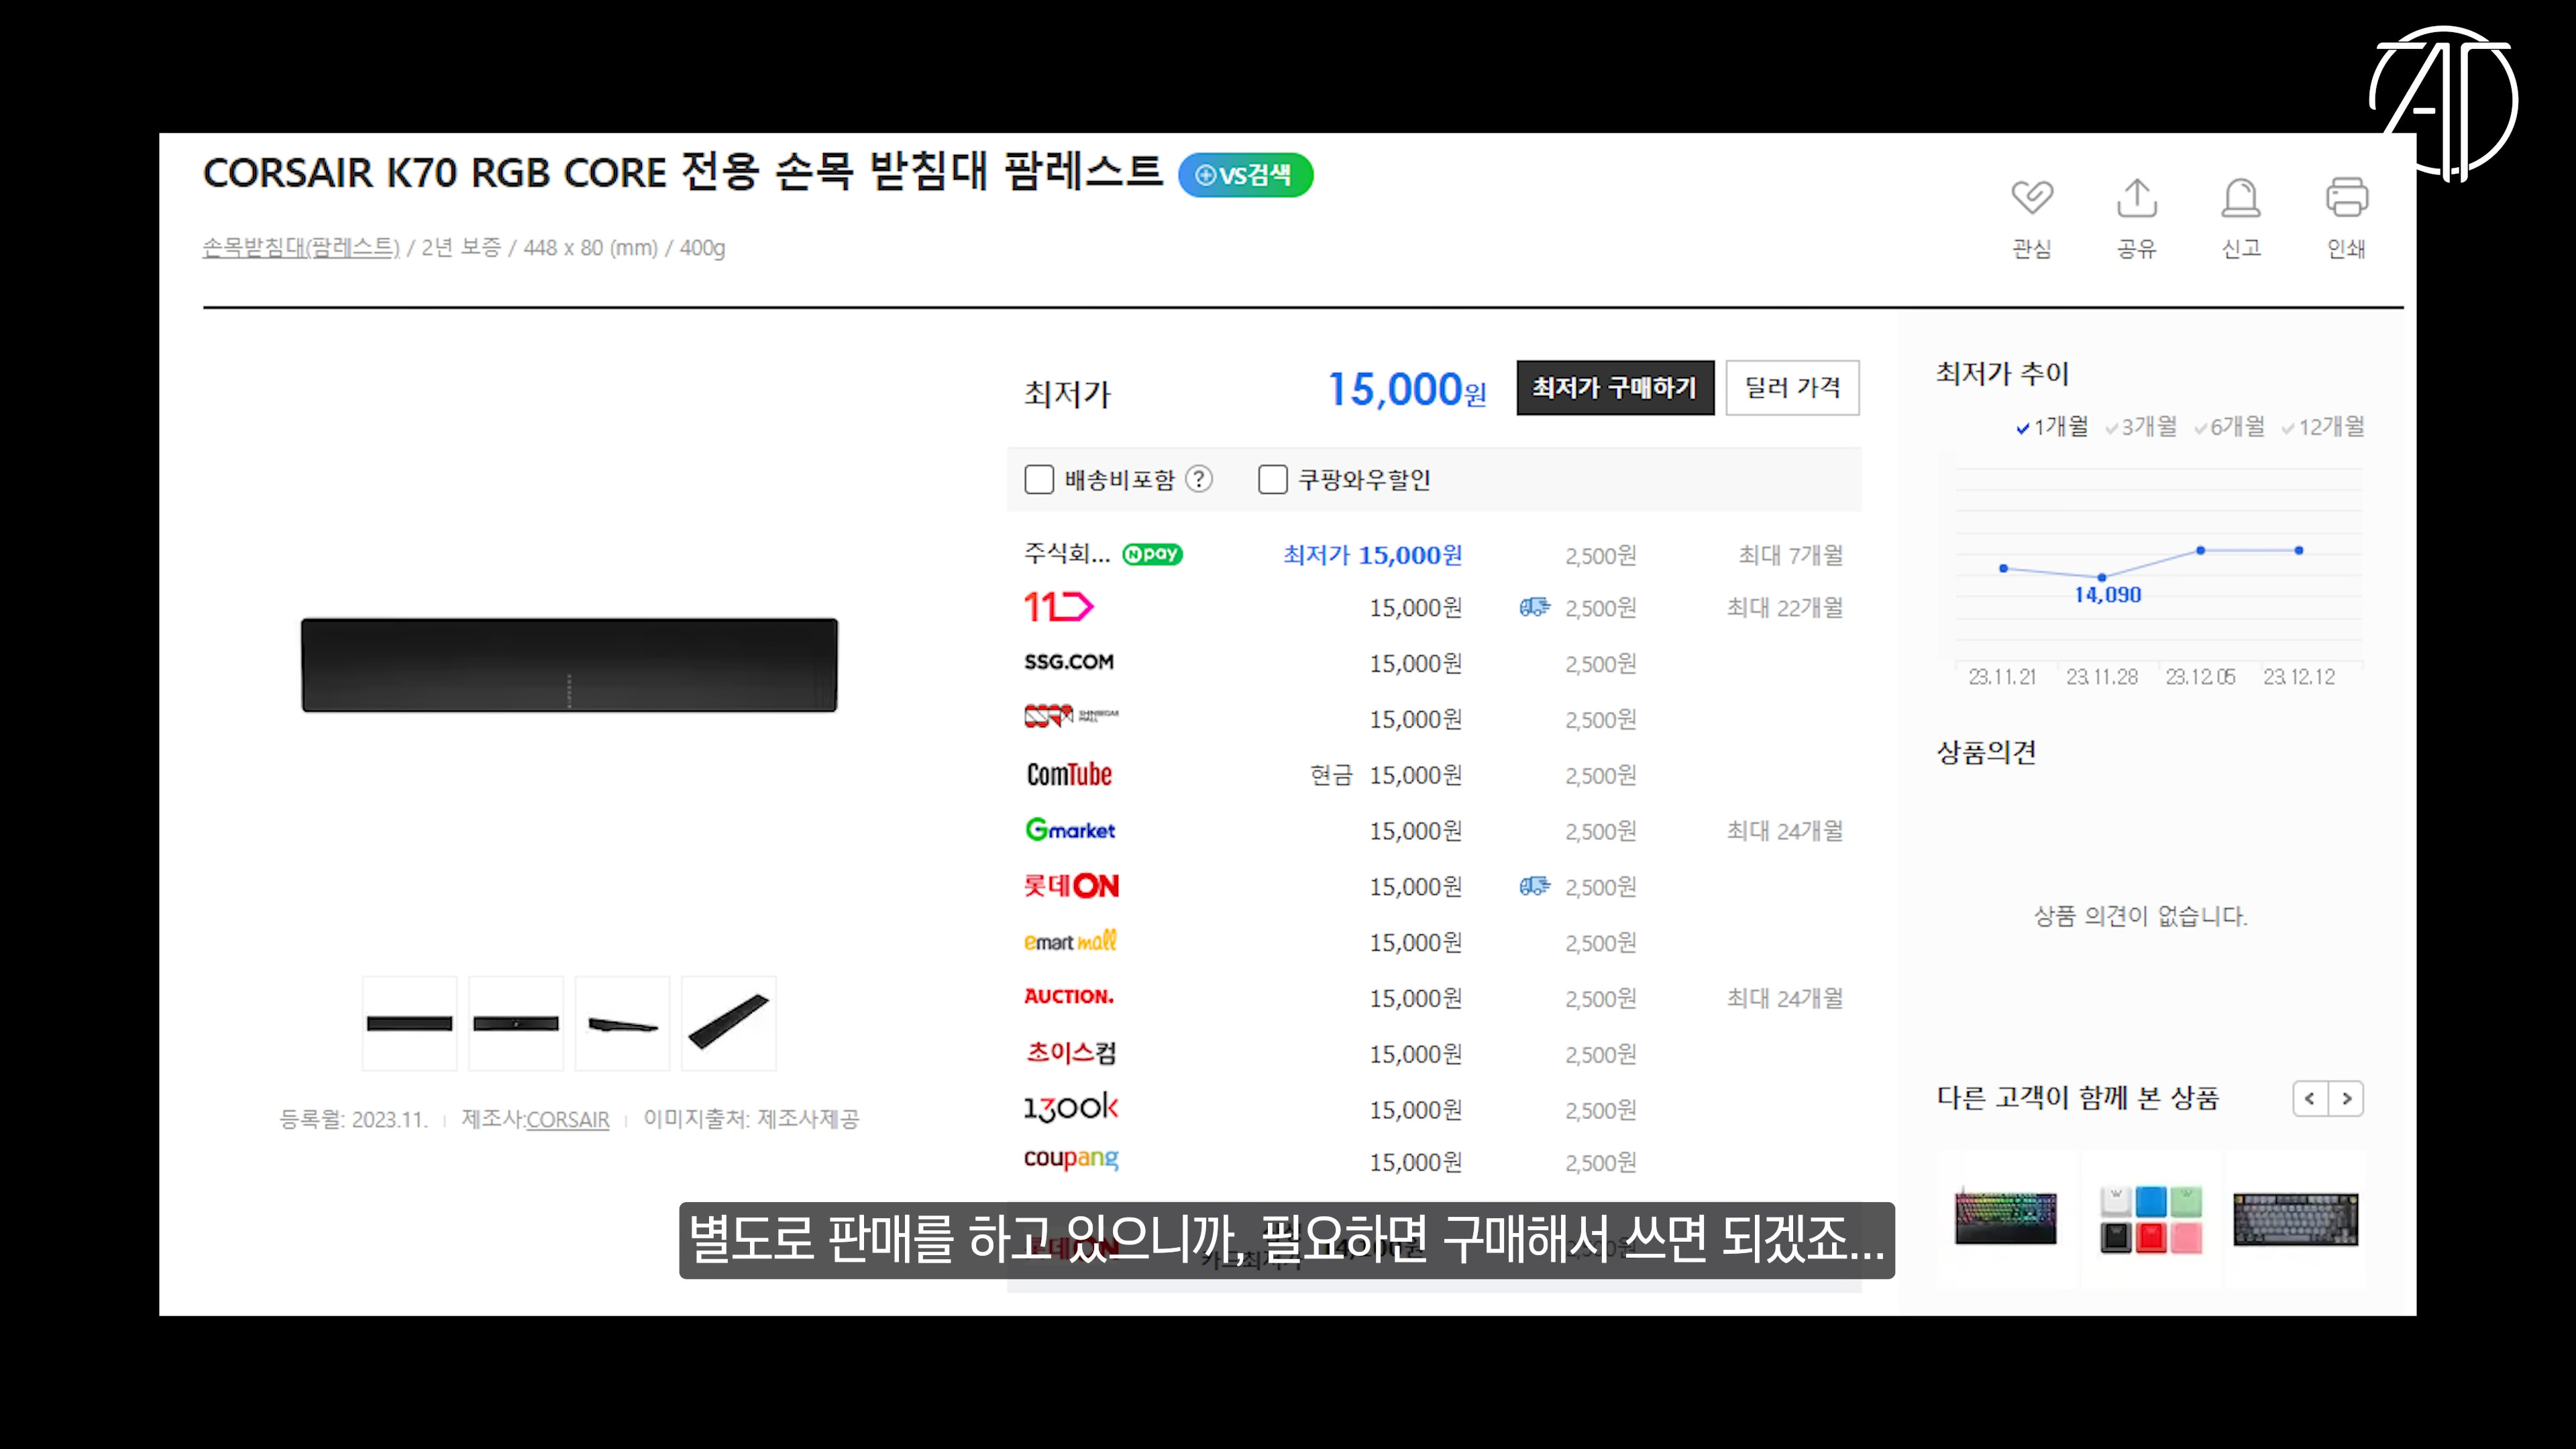 CORSAIR K70 RGB CORE 전용 손목 받침대 팜레스트 VS검색
손목받침대(팜레스트) / 2년 보증 / 448 x 80 (mm) / 400g
관심 공유 신고 인쇄
최저가 15,000원 최저가 구매하기 딜러 가격
배송비포함 ? 쿠팡와우할인
주식회... N pay 최저가 15,000원 2,500원 최대 7개월
11 15,000원 2,500원 최대 22개월
SSG.COM 15,000원 2,500원
SHINSEGAE MALL 15,000원 2,500원
ComTube 현금 15,000원 2,500원
Gmarket 15,000원 2,500원 최대 24개월
롯데ON 15,000원 2,500원
emart mall 15,000원 2,500원
AUCTION. 15,000원 2,500원 최대 24개월
초이스컴 15,000원 2,500원
1300k 15,000원 2,500원
coupang 15,000원 2,500원
등록월: 2023.11. 제조사:CORSAIR 이미지출처: 제조사제공
최저가 추이
1개월 3개월 6개월 12개월
14,090
23.11.21 23.11.28 23.12.05 23.12.12
상품의견
상품 의견이 없습니다.
다른 고객이 함께 본 상품
별도로 판매를 하고 있으니까, 필요하면 구매해서 쓰면 되겠죠...